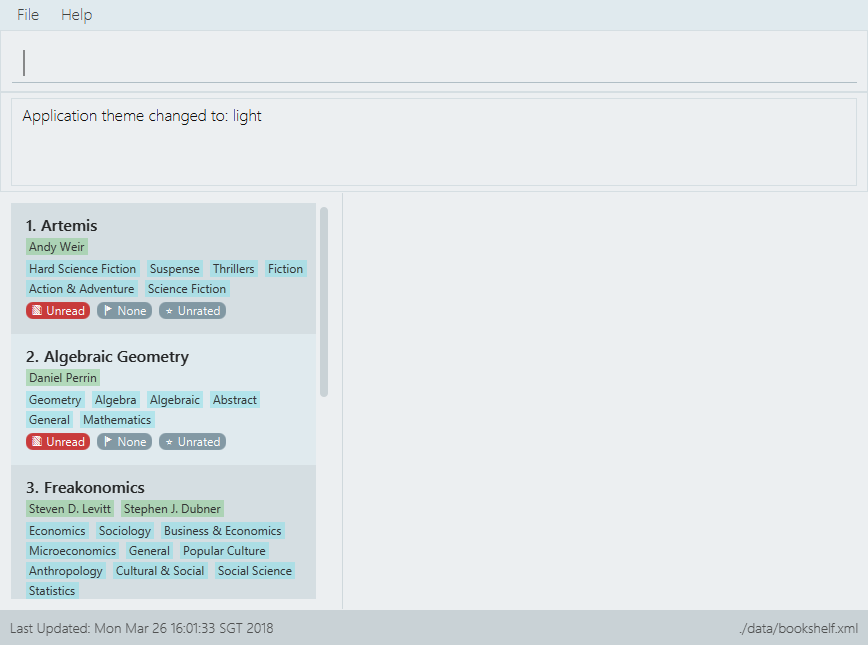 File Help
Application theme changed to: light
1. Artemis
Andy Weir
Hard Science Fiction Suspense Thrillers Fiction
Action & Adventure Science Fiction
Unread None Unrated
2. Algebraic Geometry
Daniel Perrin
Geometry Algebra Algebraic Abstract
General Mathematics
Unread None Unrated
3. Freakonomics
Steven D. Levitt Stephen J. Dubner
Economics Sociology Business & Economics
Microeconomics General Popular Culture
Anthropology Cultural & Social Social Science
Statistics
Last Updated: Mon Mar 26 16:01:33 SGT 2018 ./data/bookshelf.xml